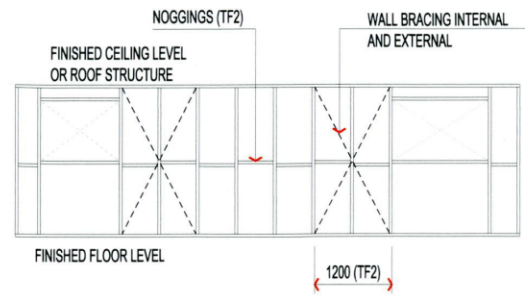 NOGGINGS (TF2)
WALL BRACING INTERNAL
AND EXTERNAL
FINISHED CEILING LEVEL
OR ROOF STRUCTURE
FINISHED FLOOR LEVEL
1200 (TF2)